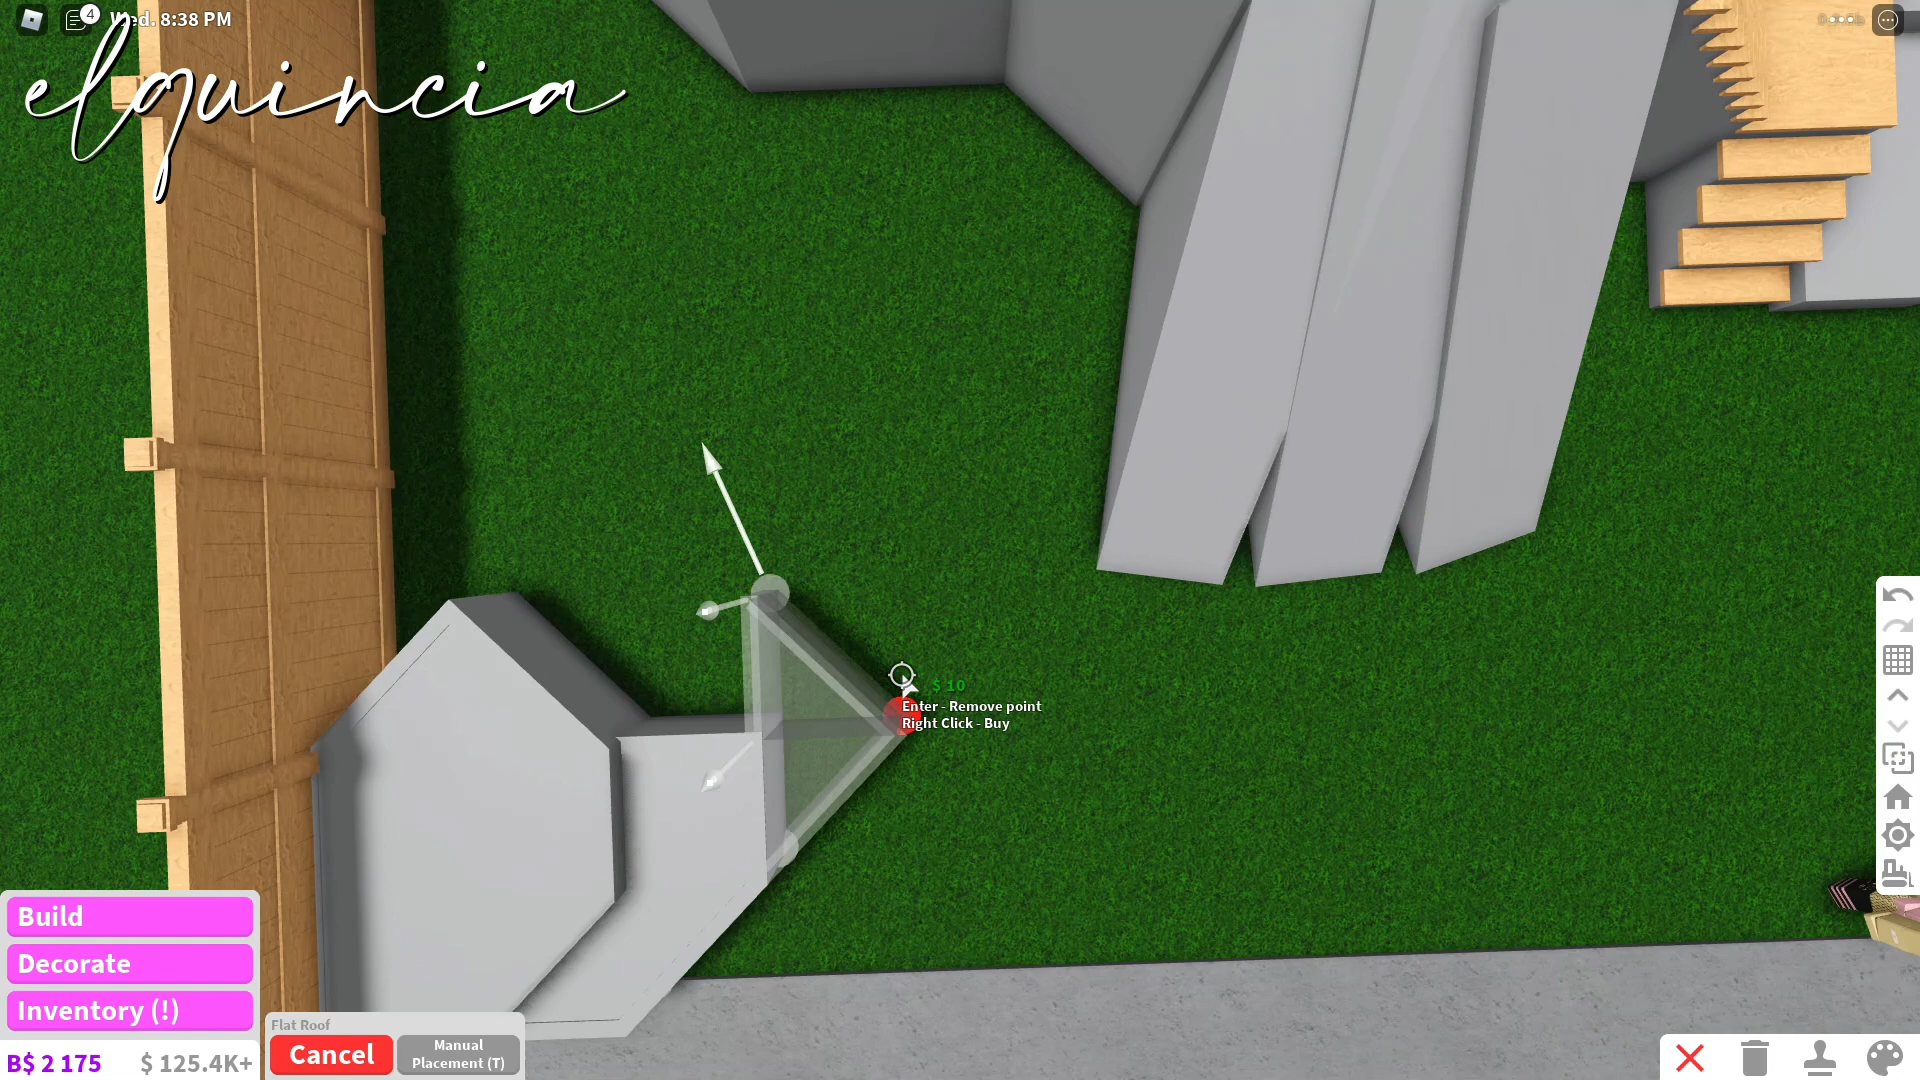 4
Wed. 8:38 PM
elquincia
$ 10
Enter - Remove point
Right Click - Buy
Build
Decorate
Inventory (!)
B$ 2 175 $ 125.4K+
Flat Roof
Cancel
Manual
Placement (T)